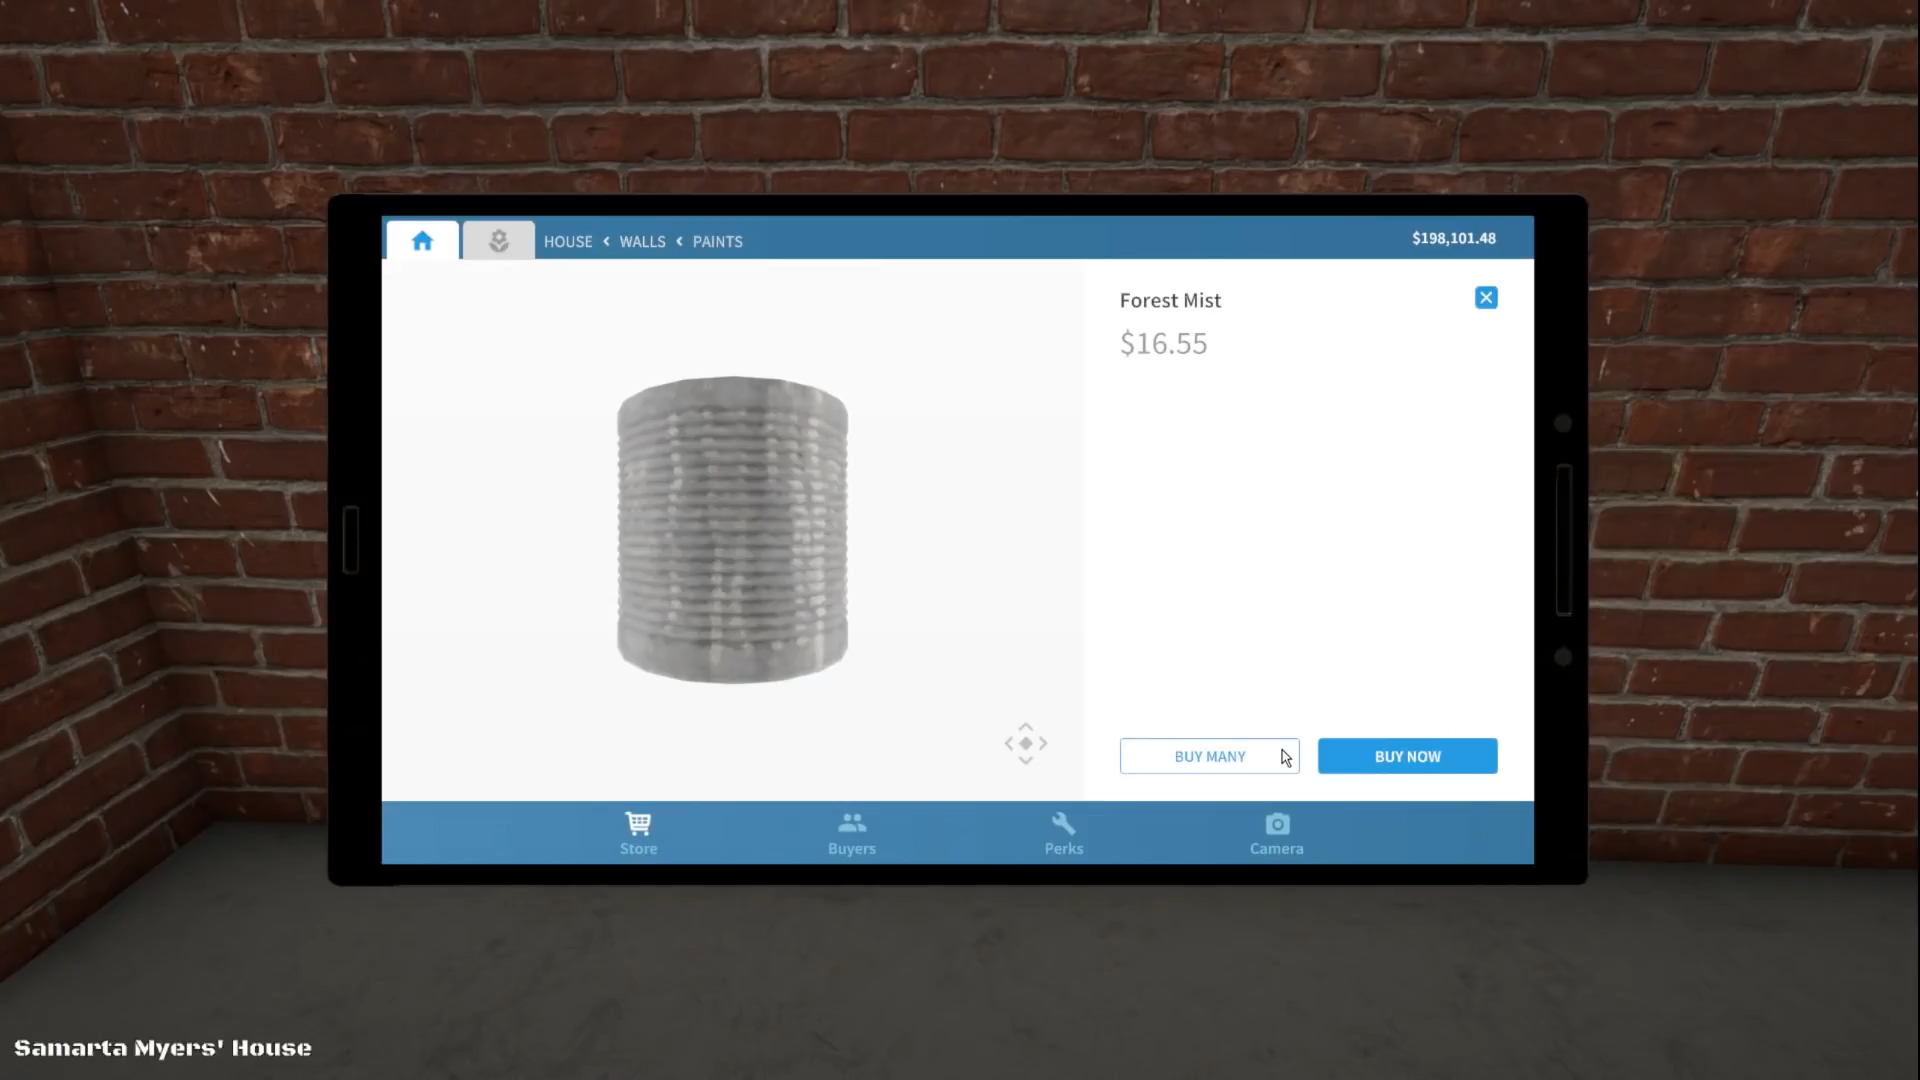 HOUSE < WALLS < PAINTS
$198,101.48
Forest Mist
$16.55
BUY MANY
BUY NOW
Store
Buyers
Perks
Camera
Samarta Myers' House